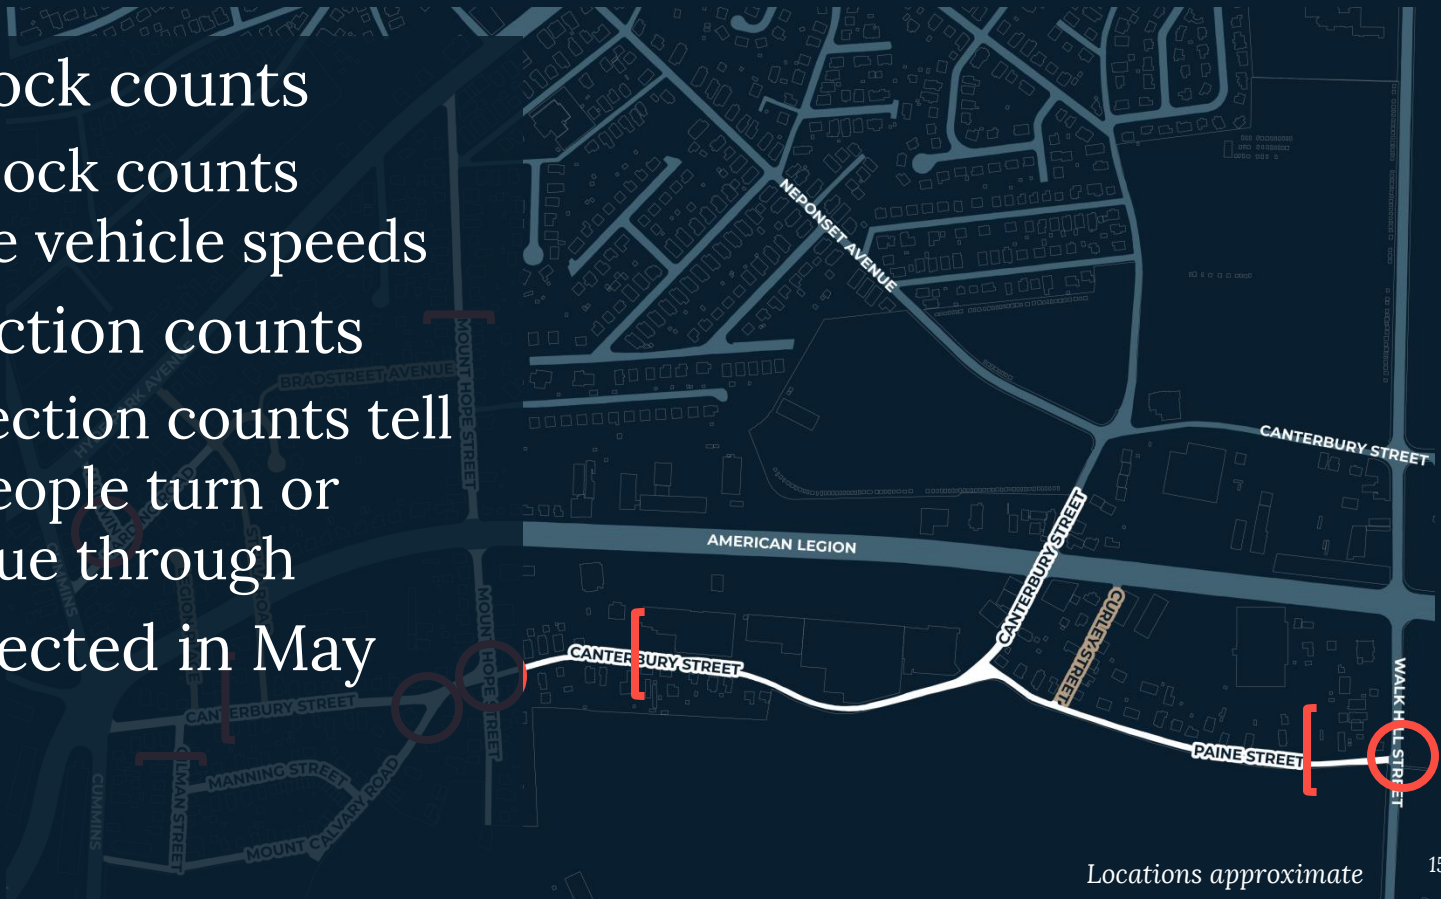 ock counts
ock counts
e vehicle speeds
ction counts
ection counts tell
eople turn or
ue through
ected in May
NEPONSET AVENUE
CANTERBURY STREET
AMERICAN LEGION
CANTERBURY STREET
CURLEY STREET
CANTERBURY STREET
PAINE STREET
WALK HILL STREET
BRADSTREET AVENUE
MOUNT HOPE STREET
MOUNT HOPE STREET
CANTERBURY STREET
MANNING STREET
MOUNT CALVARY ROAD
CUMMINS
CUMMINS
Locations approximate
15